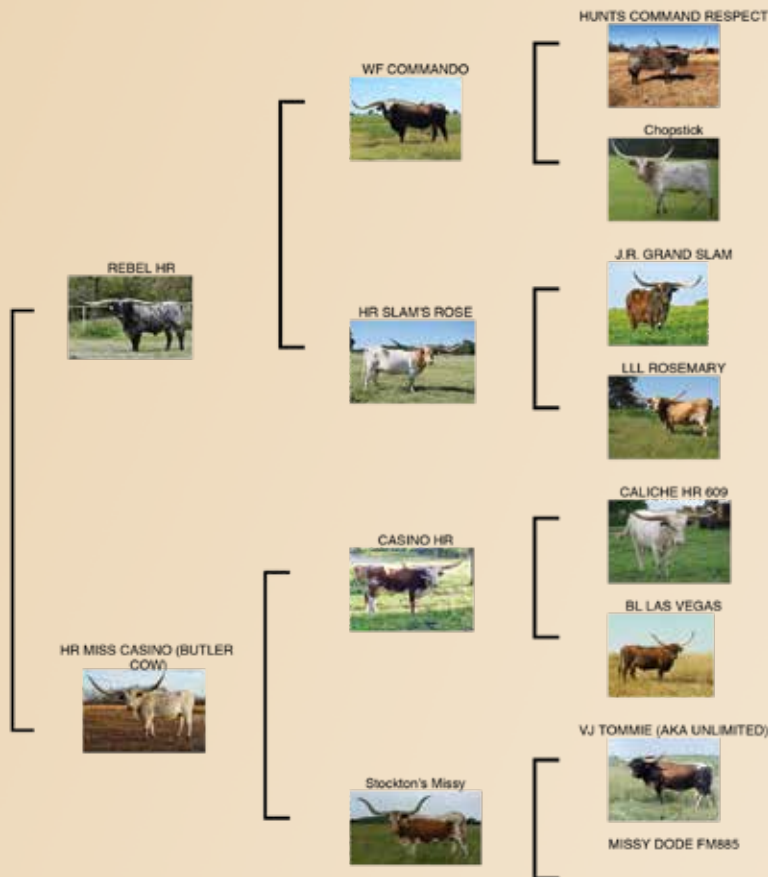 HUNTS COMMAND RESPECT
WF COMMANDO
Chopstick
J.R. GRAND SLAM
REBEL HR
HR SLAM'S ROSE
LLL ROSEMARY
CALICHE HR 609
CASINO HR
BL LAS VEGAS
HR MISS CASINO (BUTLER
COW)
VJ TOMMIE (AKA UNLIMITED)
Stockton's Missy
MISSY DODE FM885